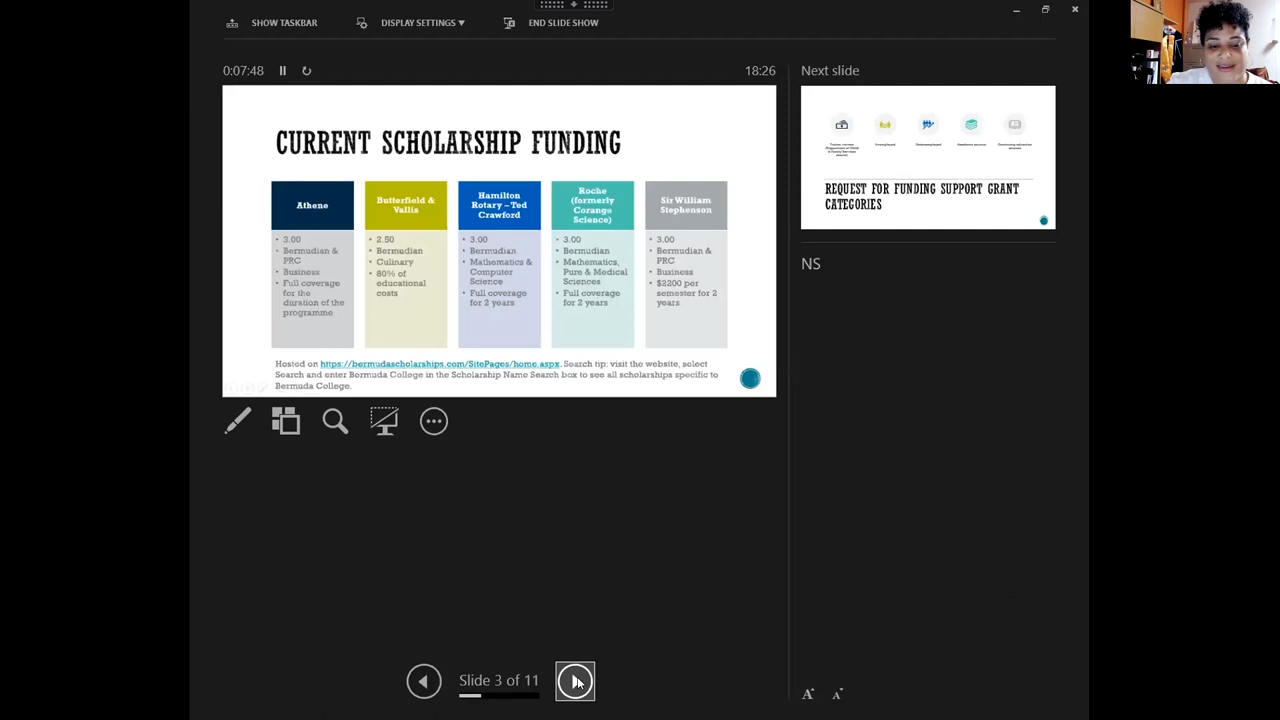 SHOW TASKBAR
DISPLAY SETTINGS
END SLIDE SHOW
0:07:48
18:26
CURRENT SCHOLARSHIP FUNDING
Athene
• 3.00
• Bermudian &
PRC
• Business
• Full coverage
for the
duration of the
programme
Butterfield &
Vallis
• 2.50
• Bermudian
• Culinary
• 80% of
educational
costs
Hamilton
Rotary – Ted
Crawford
• 3.00
• Bermudian
• Mathematics &
Computer
Science
• Full coverage
for 2 years
Roche
(formerly
Corange
Science)
• 3.00
• Bermudian
• Mathematics,
Pure & Medical
Sciences
• Full coverage
for 2 years
Sir William
Stephenson
• 3.00
• Bermudian &
PRC
• Business
• $2200 per
semester for 2
years
Hosted on https://bermudascholarships.com/SitePages/home.aspx. Search tip: visit the website, select
Search and enter Bermuda College in the Scholarship Name Search box to see all scholarships specific to
Bermuda College.
Slide 3 of 11
Next slide
REQUEST FOR FUNDING SUPPORT GRANT
CATEGORIES
NS
A
A